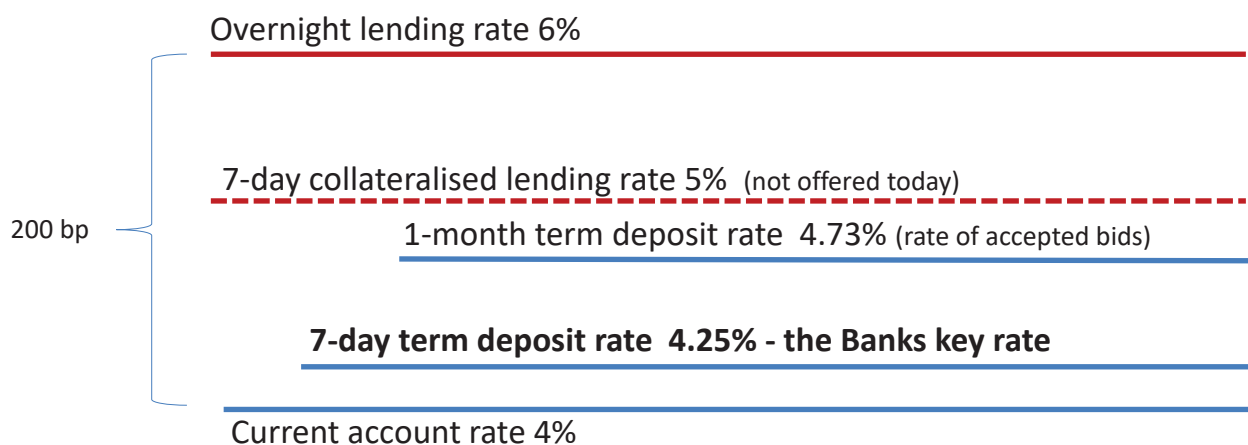 Overnight lending rate 6%
7-day collateralised lending rate 5% (not offered today)
200 bp
1-month term deposit rate 4.73% (rate of accepted bids)
7-day term deposit rate 4.25% - the Banks key rate
Current account rate 4%